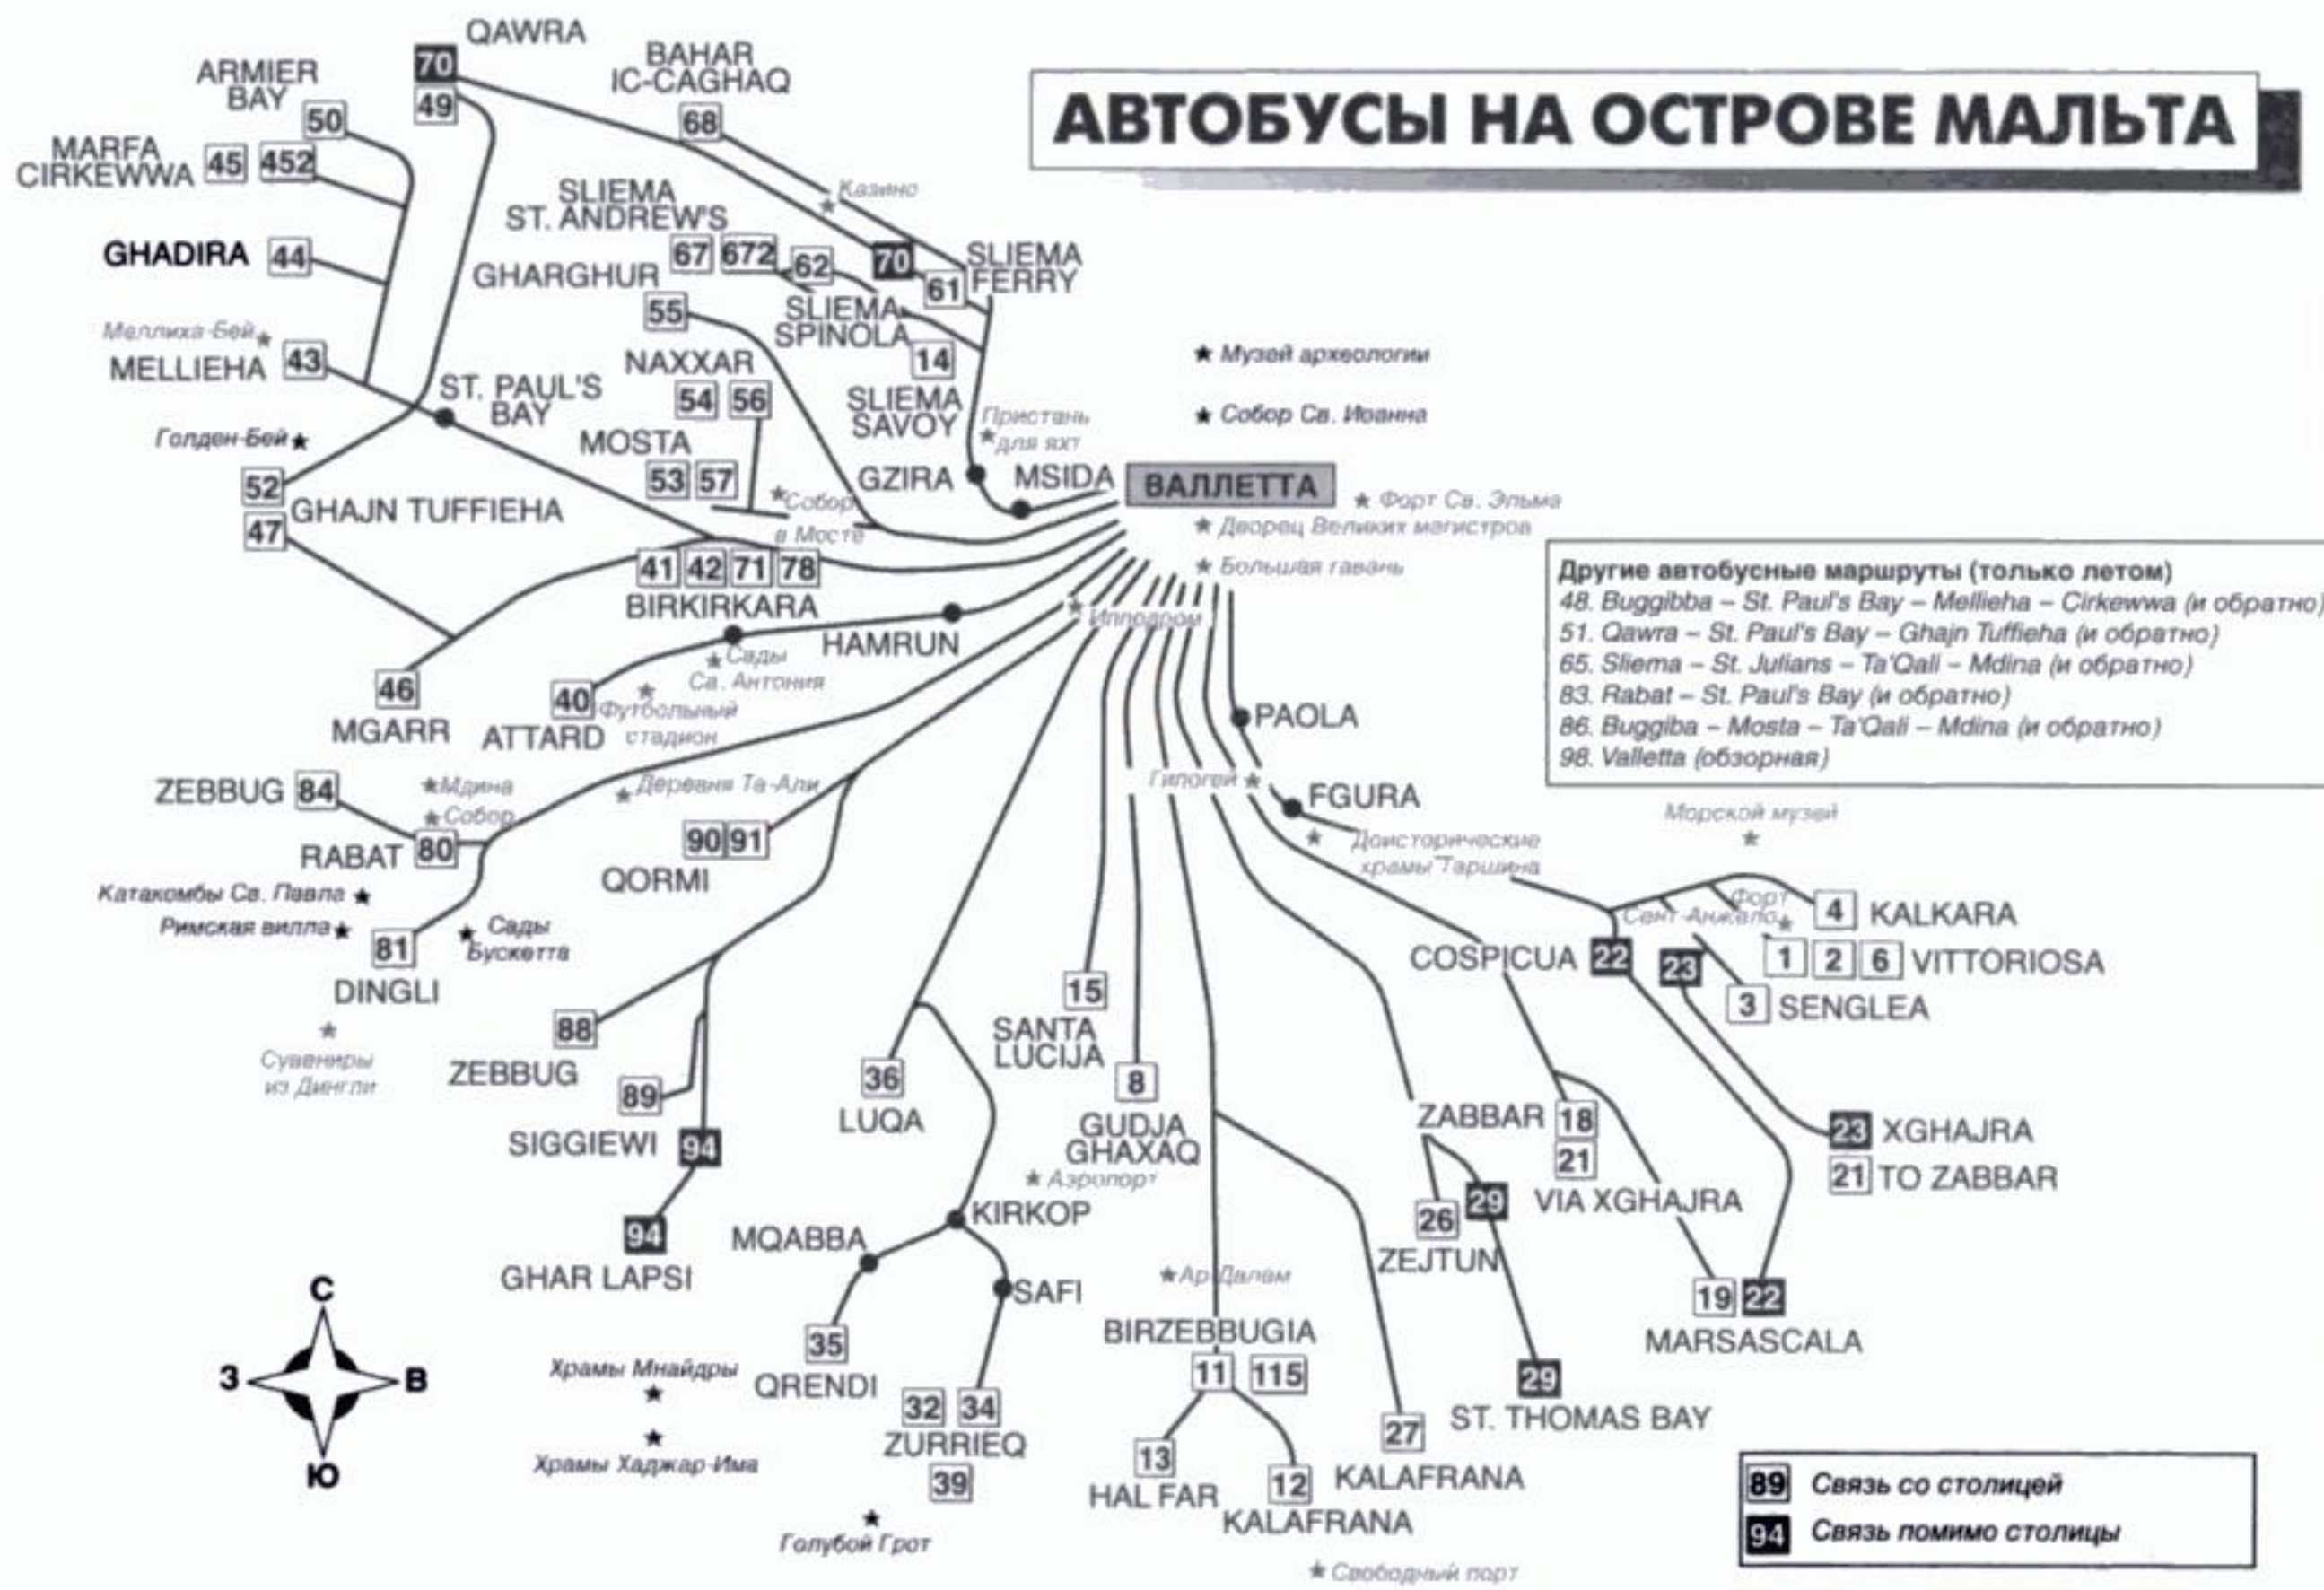 АВТОБУСЫ НА ОСТРОВЕ МАЛЬТА
QAWRA
70
49
BAHAR
IC-CAGHAQ
68
ARMIER
BAY
50
MARFA
CIRKEWWA
45 452
Казино
SLIEMA
ST. ANDREW'S
67 672 62
70
SLIEMA
FERRY
61
GHADIRA 44
GHARGHUR
55
SLIEMA
SPINOLA
14
SLIEMA
SAVOY
Меллиха-Бей
MELLIEHA 43
NAXXAR
54 56
ST. PAUL'S
BAY
Музей археологии
Собор Св. Иоанна
Пристань
для яхт
Голден-Бей
MOSTA
53 57
GZIRA
MSIDA
ВАЛЛЕТТА
Форт Св. Эльма
Дворец Великих магистров
Большая гавань
52
GHAJN TUFFIEHA
47
Собор
в Мосте
41 42 71 78
BIRKIRKARA
HAMRUN
Ипподром
Другие автобусные маршруты (только летом)
48. Buggibba – St. Paul's Bay – Mellieha – Cirkewwa (и обратно)
51. Qawra – St. Paul's Bay – Ghajn Tuffieha (и обратно)
65. Sliema – St. Julians – Ta'Qali – Mdina (и обратно)
83. Rabat – St. Paul's Bay (и обратно)
86. Buggiba – Mosta – Ta'Qali – Mdina (и обратно)
98. Valletta (обзорная)
Сады
Св. Антония
46
MGARR
40
ATTARD
Футбольный
стадион
PAOLA
ZEBBUG 84
Мдина
Собор
RABAT 80
Деревня Та-Али
90 91
QORMI
Гипогей
FGURA
Доисторические
храмы Таршина
Морской музей
Катакомбы Св. Павла
Римская вилла
81
DINGLI
Сады
Бускетта
Форт
Сент-Анжело
4 KALKARA
COSPICUA 22
23
1 2 6 VITTORIOSA
3 SENGLEA
Сувениры
из Дингли
88
ZEBBUG
89
SIGGIEWI
94
94
GHAR LAPSI
36
LUQA
15
SANTA
LUCIJA
8
GUDJA
GHAXAQ
Аэропорт
ZABBAR 18
21
VIA XGHAJRA
23 XGHAJRA
21 TO ZABBAR
26
29
ZEJTUN
KIRKOP
MQABBA
SAFI
35
QRENDI
32 34
ZURRIEQ
39
Голубой Грот
Храмы Мнайдры
Храмы Хаджар-Има
Ар-Далам
BIRZEBBUGIA
11 115
13
HAL FAR
12
KALAFRANA
27
KALAFRANA
29
ST. THOMAS BAY
19 22
MARSASCALA
Свободный порт
С
З
В
Ю
89 Связь со столицей
94 Связь помимо столицы